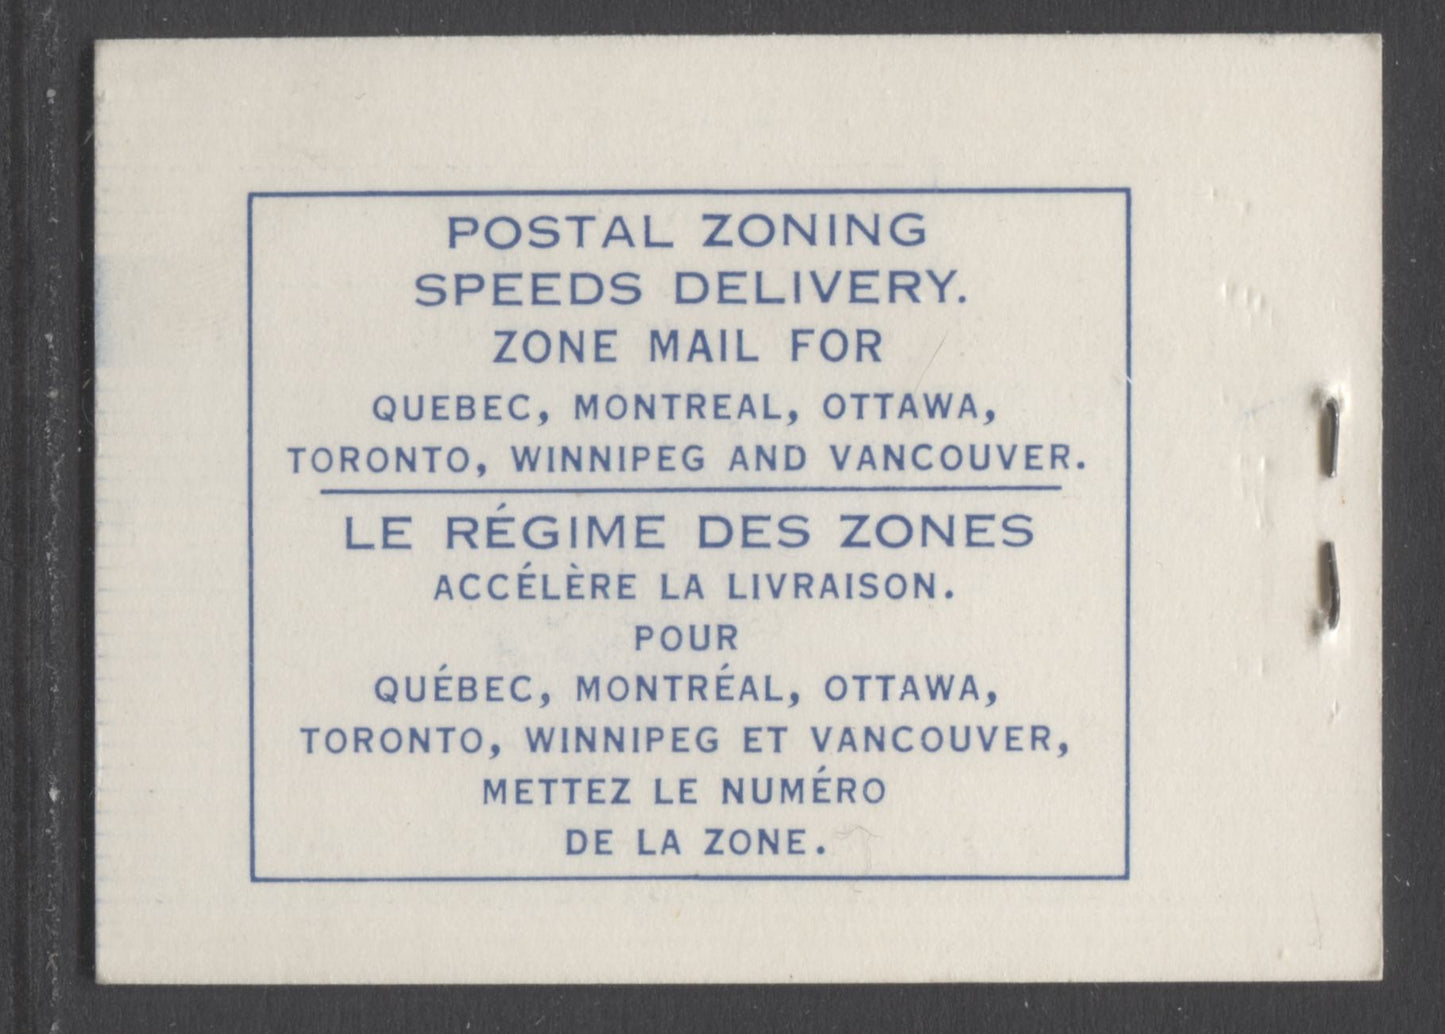 POSTAL ZONING
SPEEDS DELIVERY.
ZONE MAIL FOR
QUEBEC, MONTREAL, OTTAWA,
TORONTO, WINNIPEG AND VANCOUVER.
LE RÉGIME DES ZONES
ACCÉLÈRE LA LIVRAISON.
POUR
QUÉBEC, MONTRÉAL, OTTAWA,
TORONTO, WINNIPEG ET VANCOUVER,
METTEZ LE NUMÉRO
DE LA ZONE.